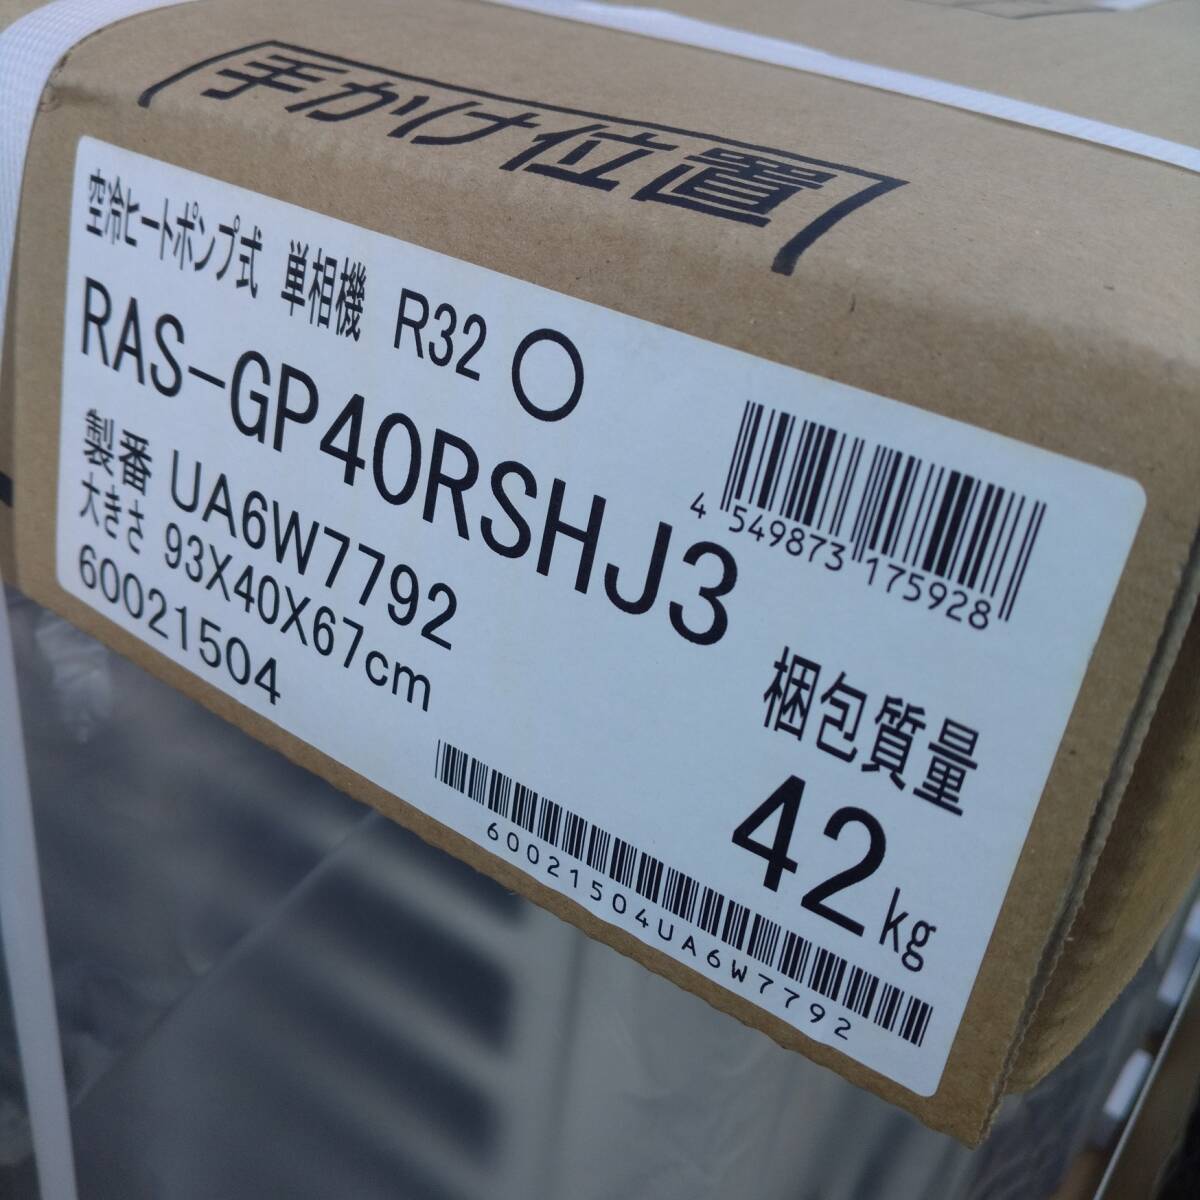 手かけ位置
空冷ヒートポンプ式 単相機 R32 〇
RAS-GP40RSHJ3
製番 UA6W7792
大きさ 93X40X67cm
60021504
4 549873 175928
梱包質量
42kg
60021504UA6W7792